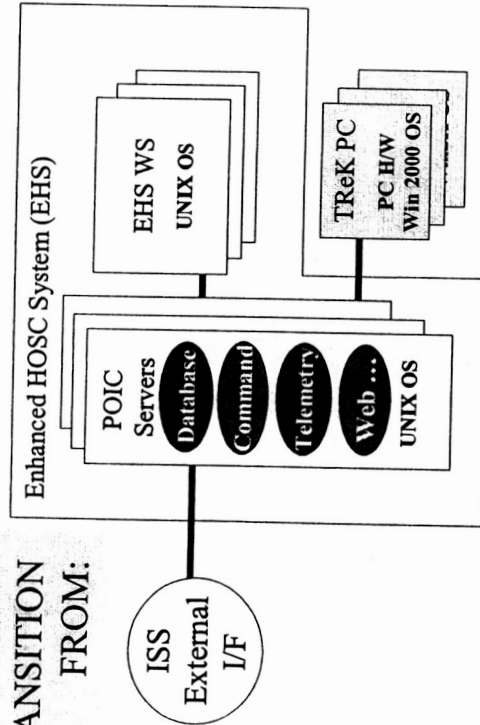 ANSITION
FROM:
Enhanced HOSC System (EHS)
ISS
External
I/F
POIC
Servers
Database
Command
Telemetry
Web ...
UNIX OS
EHS WS
UNIX OS
TReK PC
PC H/W
Win 2000 OS